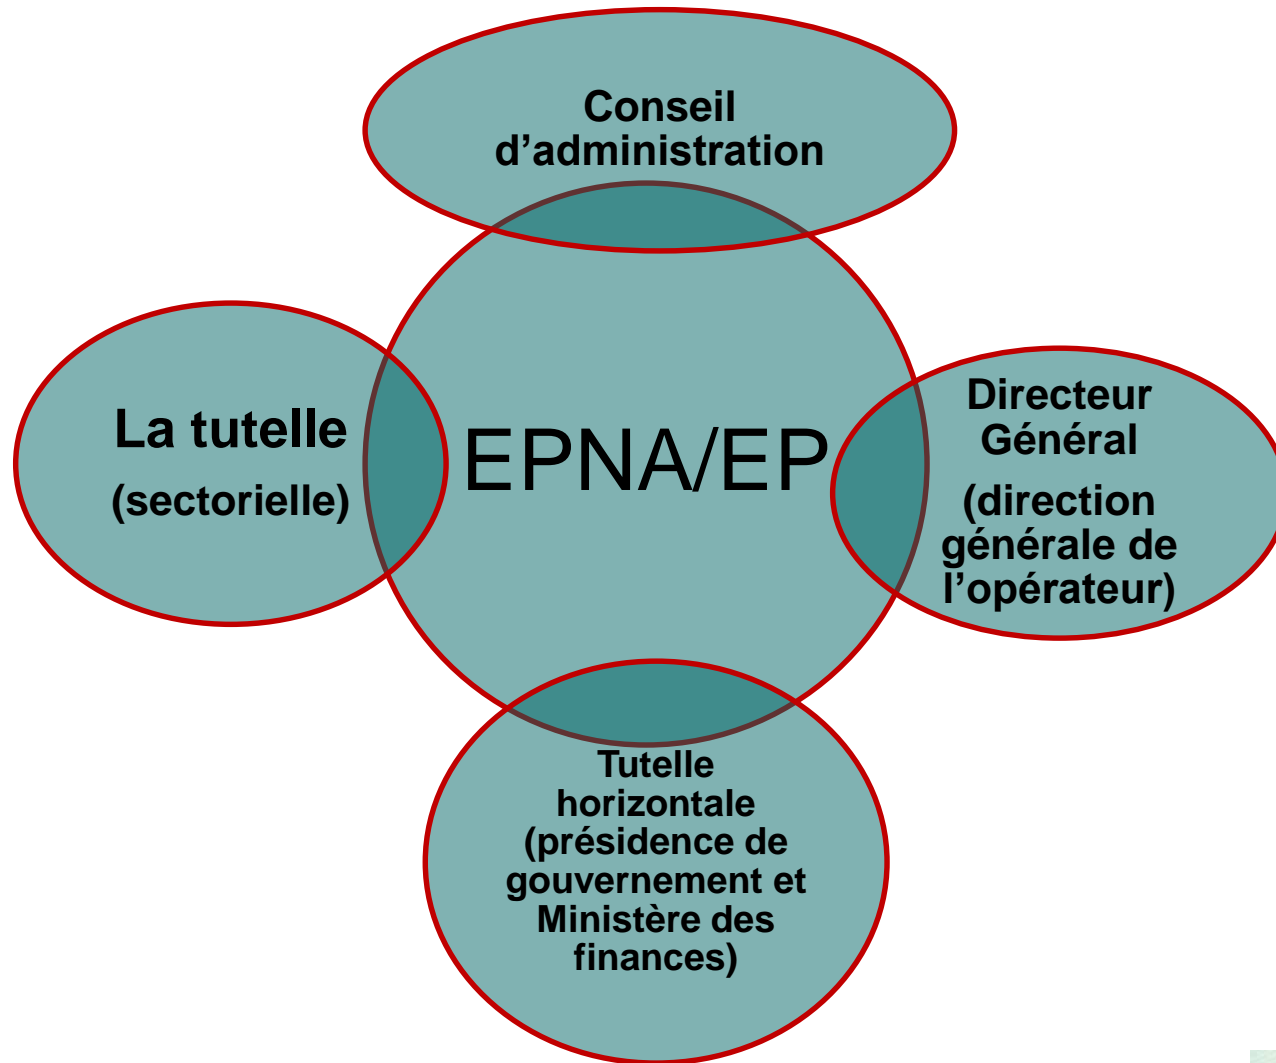 Conseil
d’administration
La tutelle
(sectorielle)
EPNA/EP
Directeur
Général
(direction
générale de
l’opérateur)
Tutelle
horizontale
(présidence de
gouvernement et
Ministère des
finances)